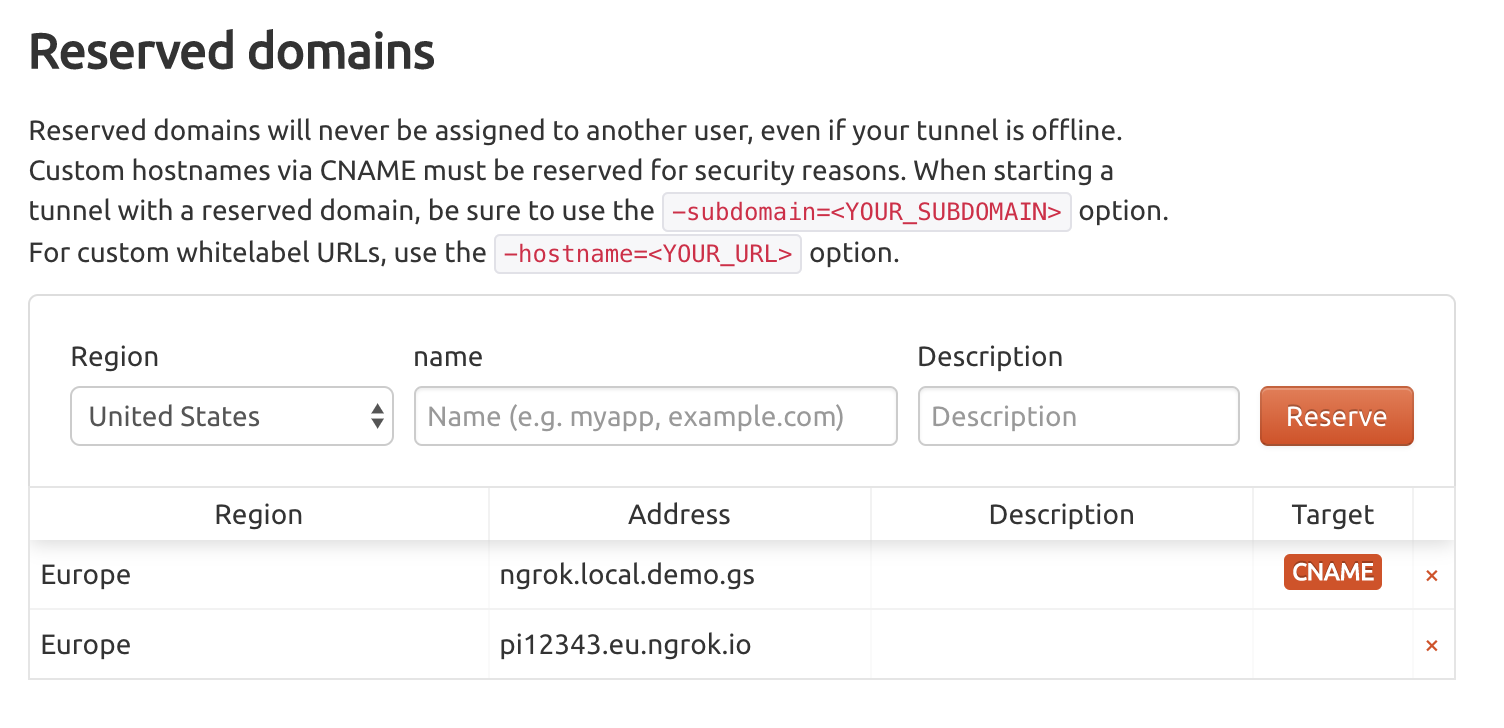 Reserved domains
Reserved domains will never be assigned to another user, even if your tunnel is offline.
Custom hostnames via CNAME must be reserved for security reasons. When starting a
tunnel with a reserved domain, be sure to use the -subdomain=<YOUR_SUBDOMAIN> option.
For custom whitelabel URLs, use the -hostname=<YOUR_URL> option.
Region name Description
United States Name (e.g. myapp, example.com) Description Reserve
Region Address Description Target
Europe ngrok.local.demo.gs CNAME ×
Europe pi12343.eu.ngrok.io ×